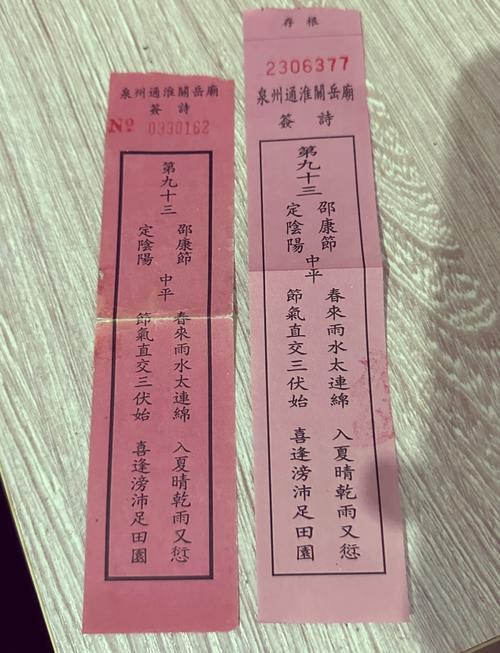 泉州通淮關岳廟
簽 詩
Nº 0330162
第九十三
邵康節
定陰陽
中平
春來雨水太連綿 入夏晴乾雨又愆
節氣直交三伏始 喜逢滂沛足田園
存 根
2306377
泉州通淮關岳廟
簽 詩
第九十三
邵康節
定陰陽
中平
春來雨水太連綿 入夏晴乾雨又愆
節氣直交三伏始 喜逢滂沛足田園